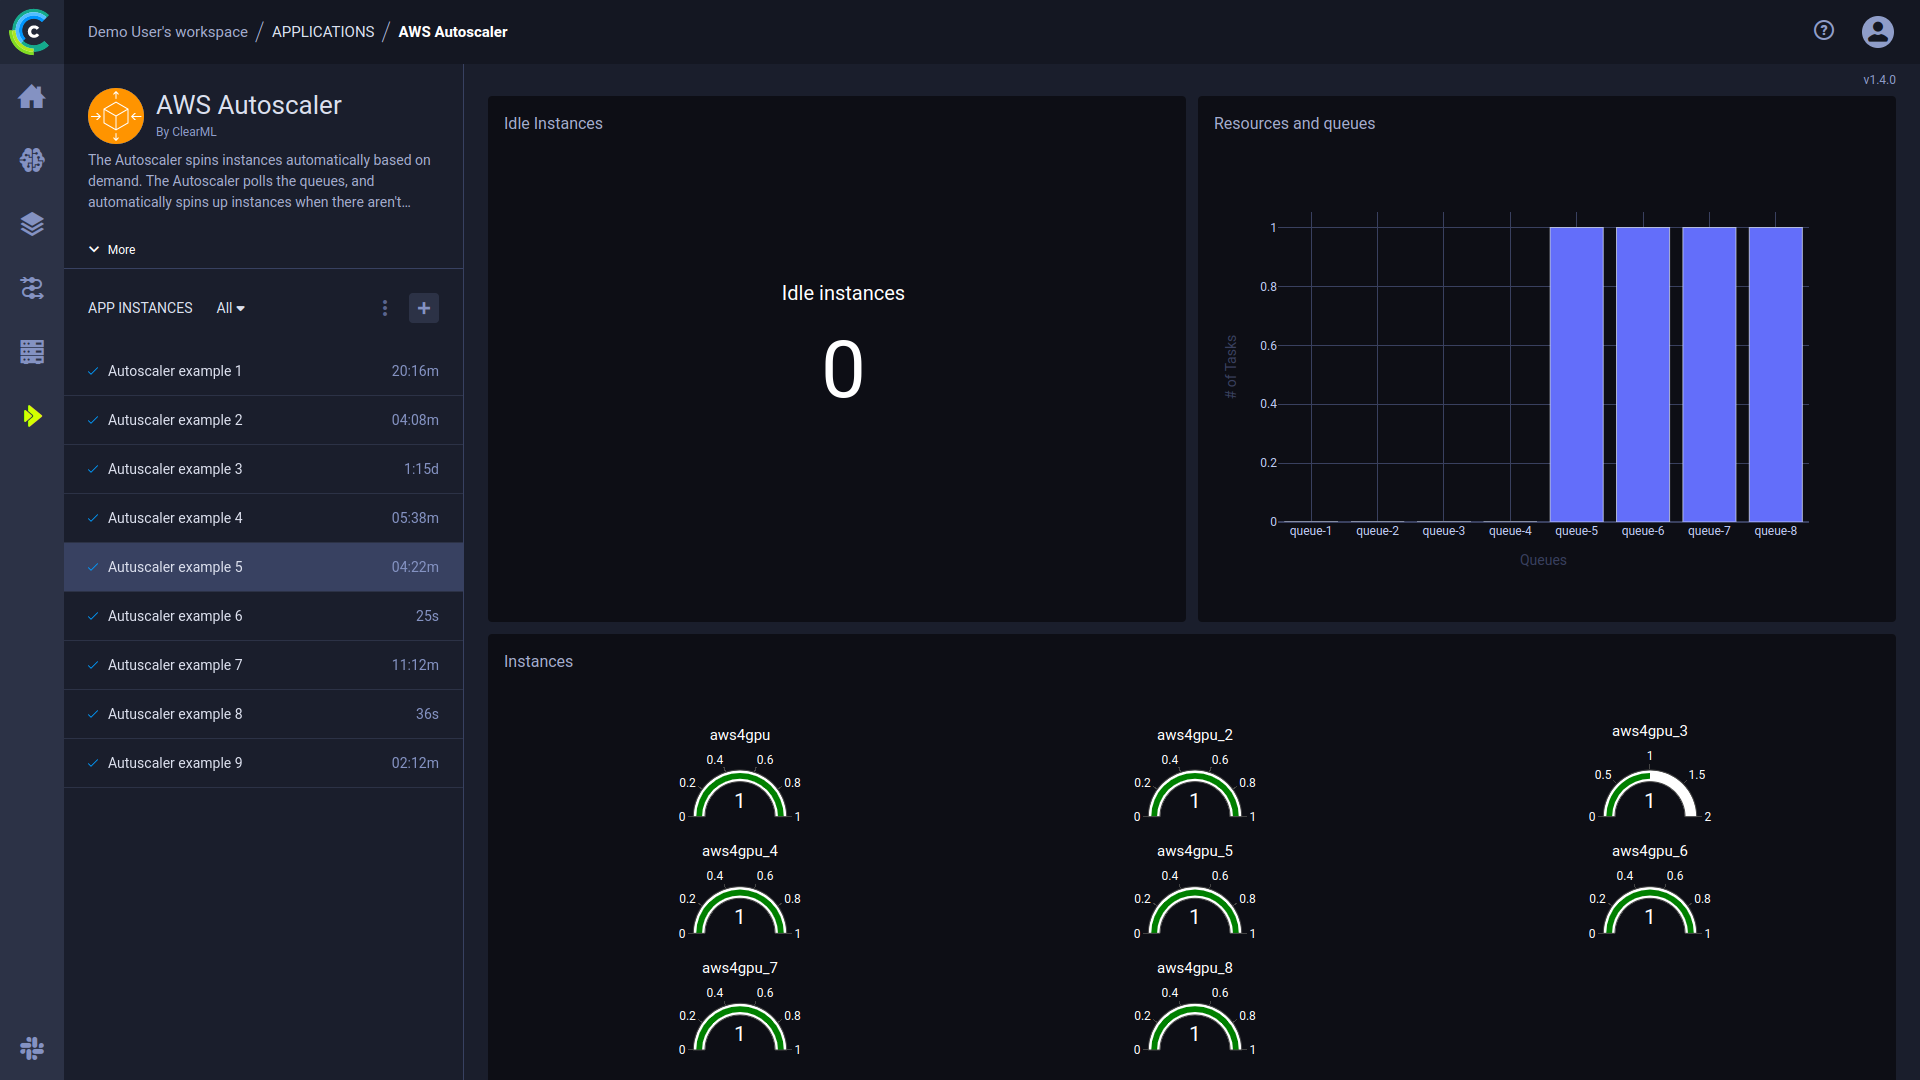 Demo User's workspace / APPLICATIONS / AWS Autoscaler
v1.4.0
AWS Autoscaler
By ClearML
The Autoscaler spins instances automatically based on
demand. The Autoscaler polls the queues, and
automatically spins up instances when there aren't...
More
APP INSTANCES All
Autoscaler example 1 20:16m
Autuscaler example 2 04:08m
Autuscaler example 3 1:15d
Autuscaler example 4 05:38m
Autuscaler example 5 04:22m
Autuscaler example 6 25s
Autuscaler example 7 11:12m
Autuscaler example 8 36s
Autuscaler example 9 02:12m
Idle Instances
Idle instances
0
Resources and queues
# of Tasks
1
0.8
0.6
0.4
0.2
0
queue-1 queue-2 queue-3 queue-4 queue-5 queue-6 queue-7 queue-8
Queues
Instances
aws4gpu
0 0.2 0.4 0.6 0.8 1
1
aws4gpu_2
0 0.2 0.4 0.6 0.8 1
1
aws4gpu_3
0 0.5 1 1.5 2
1
aws4gpu_4
0 0.2 0.4 0.6 0.8 1
1
aws4gpu_5
0 0.2 0.4 0.6 0.8 1
1
aws4gpu_6
0 0.2 0.4 0.6 0.8 1
1
aws4gpu_7
0 0.2 0.4 0.6 0.8 1
1
aws4gpu_8
0 0.2 0.4 0.6 0.8 1
1